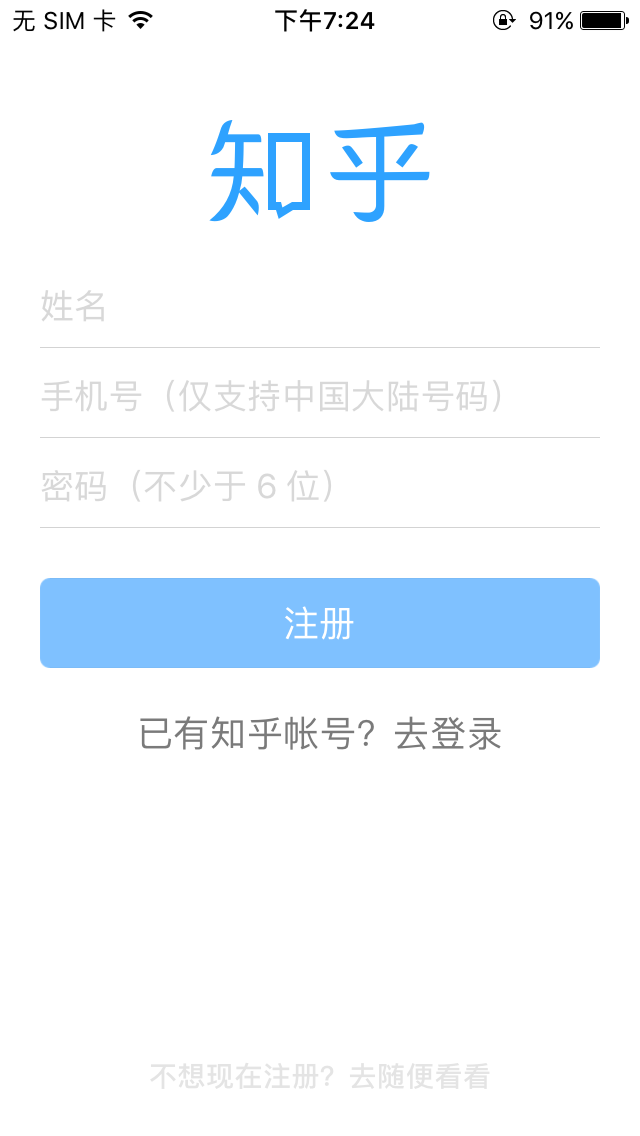 无 SIM 卡 下午7:24 91%
知乎
姓名
手机号（仅支持中国大陆号码）
密码（不少于 6 位）
注册
已有知乎帐号？去登录
不想现在注册？去随便看看